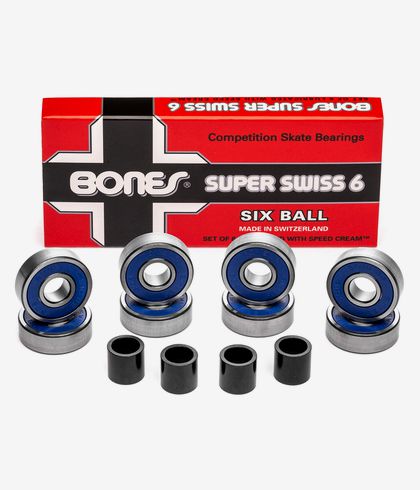 BONES SUPER SWISS 6
Competition Skate Bearings
BONES® SUPER SWISS 6
SIX BALL
MADE IN SWITZERLAND
SET OF 8 WITH SPEED CREAM™